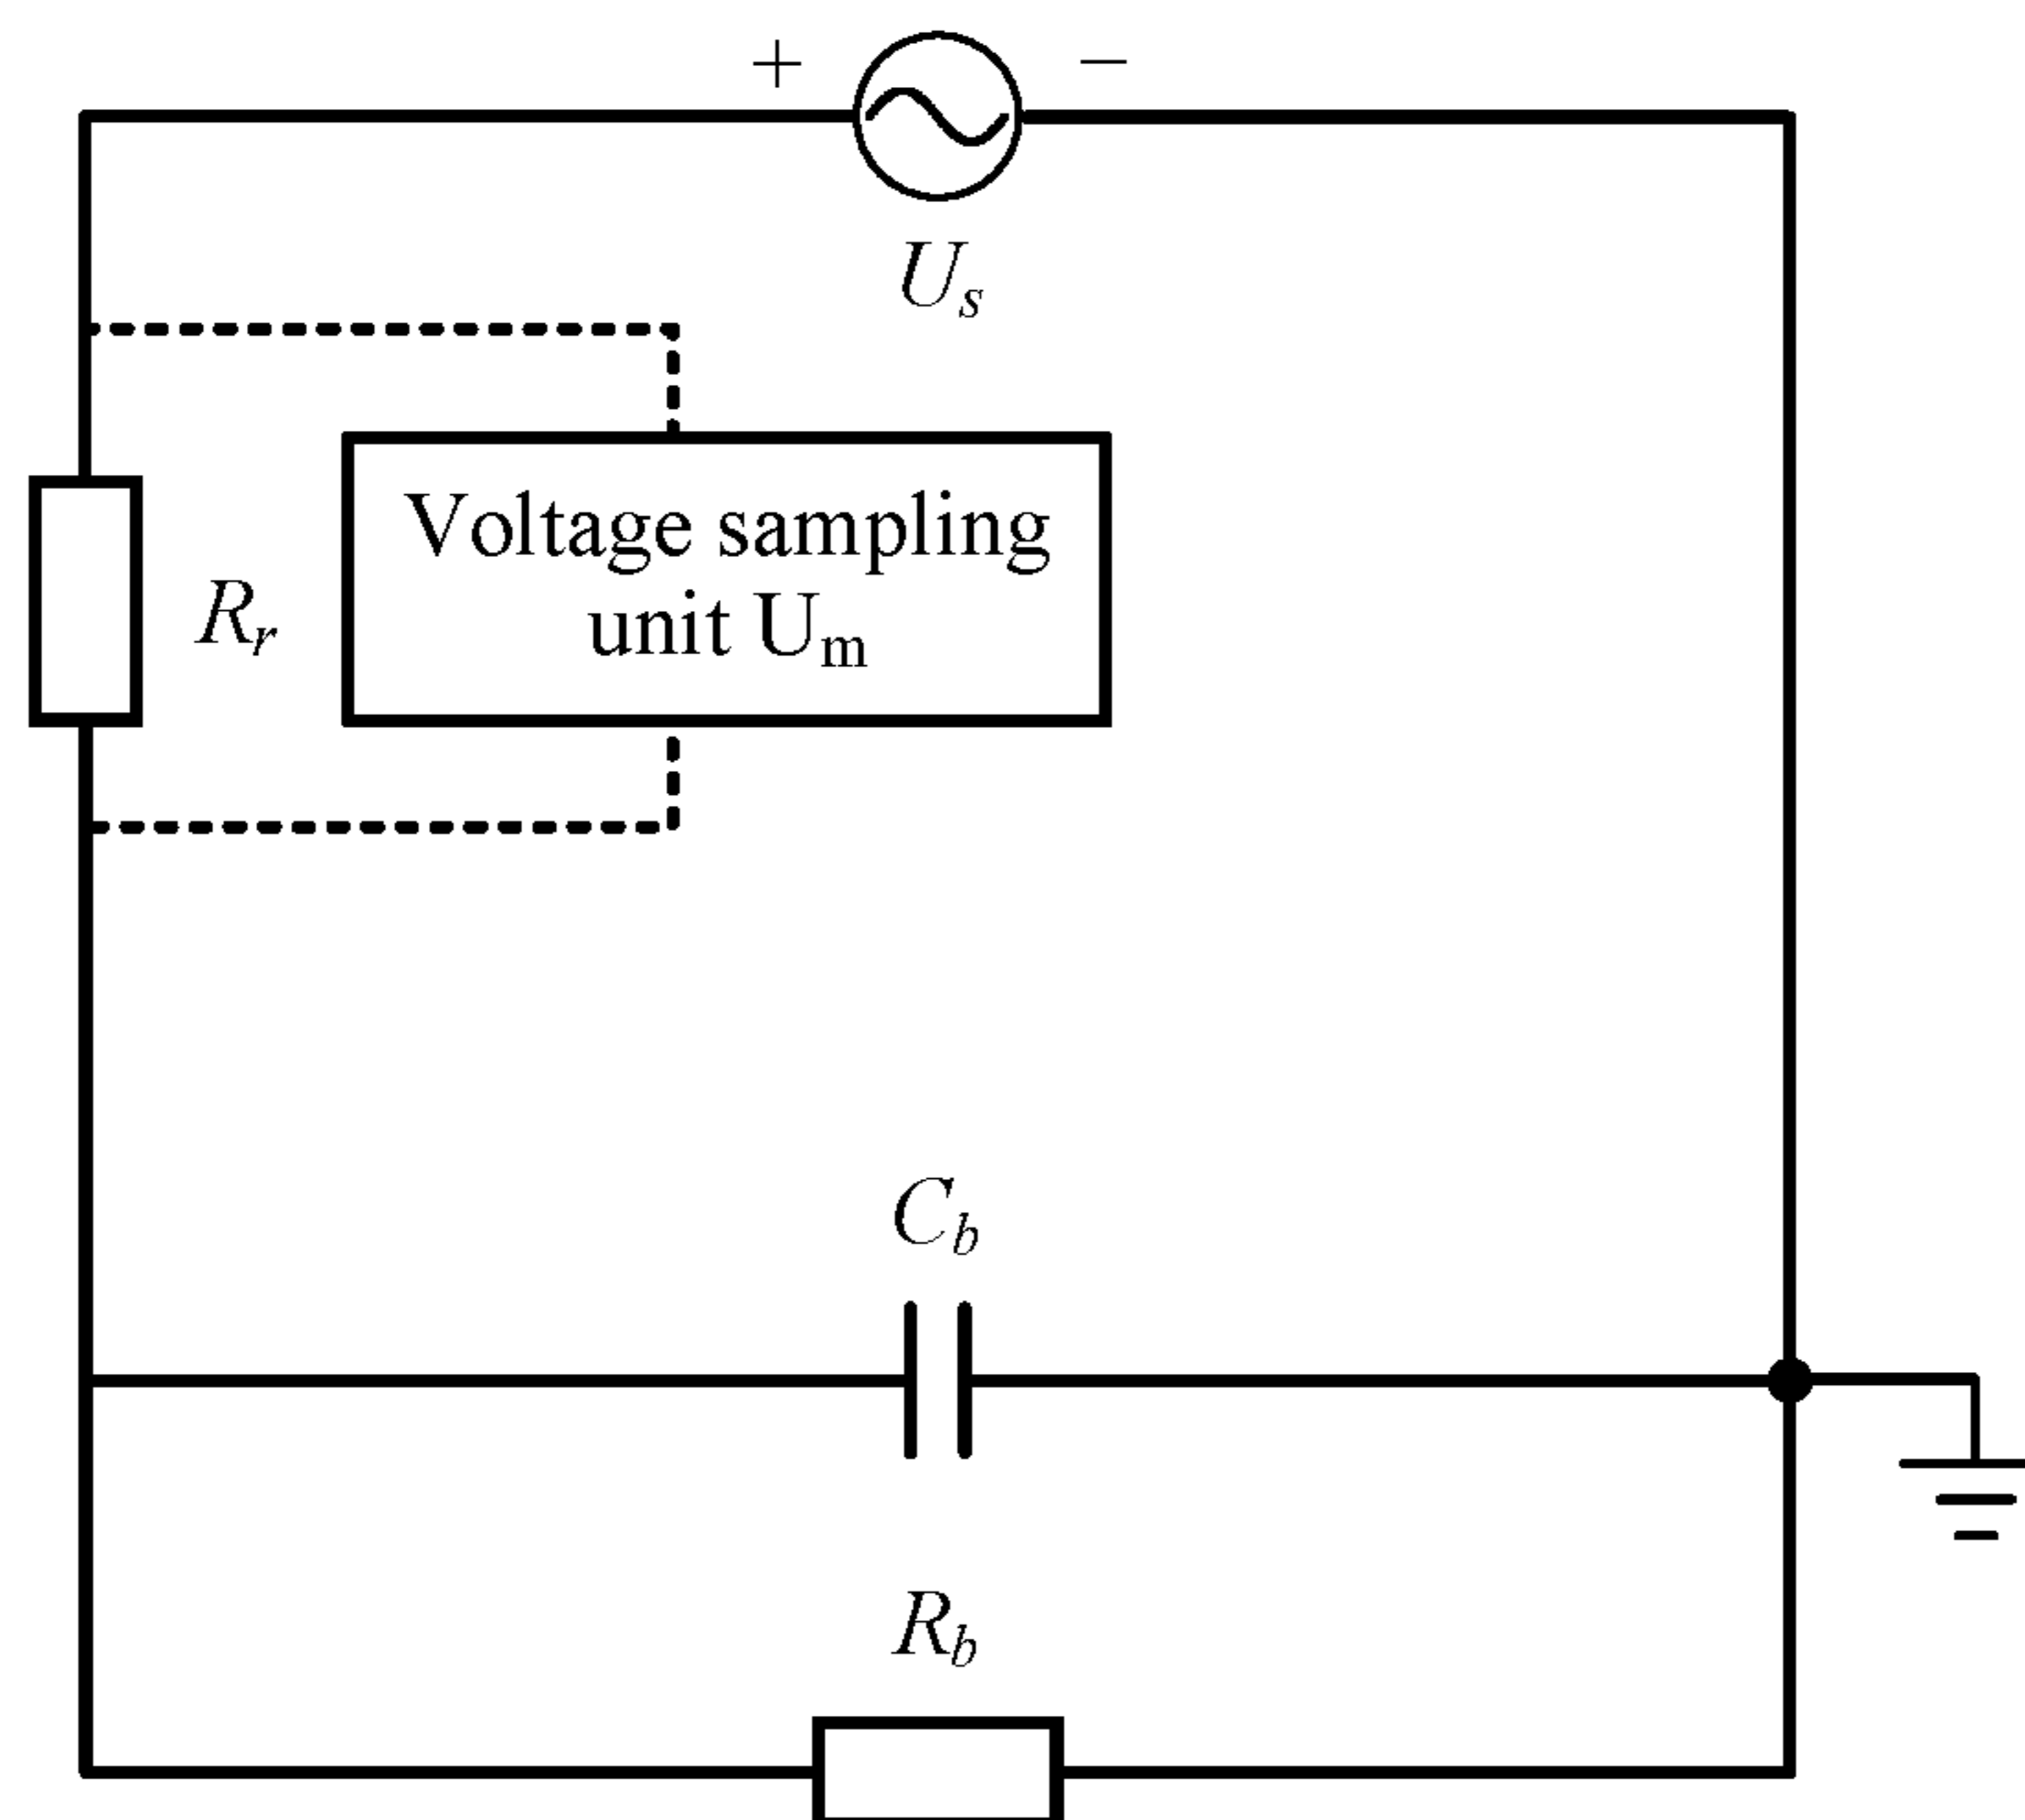 + −
Us
Voltage sampling
unit Um
Rr
Cb
Rb